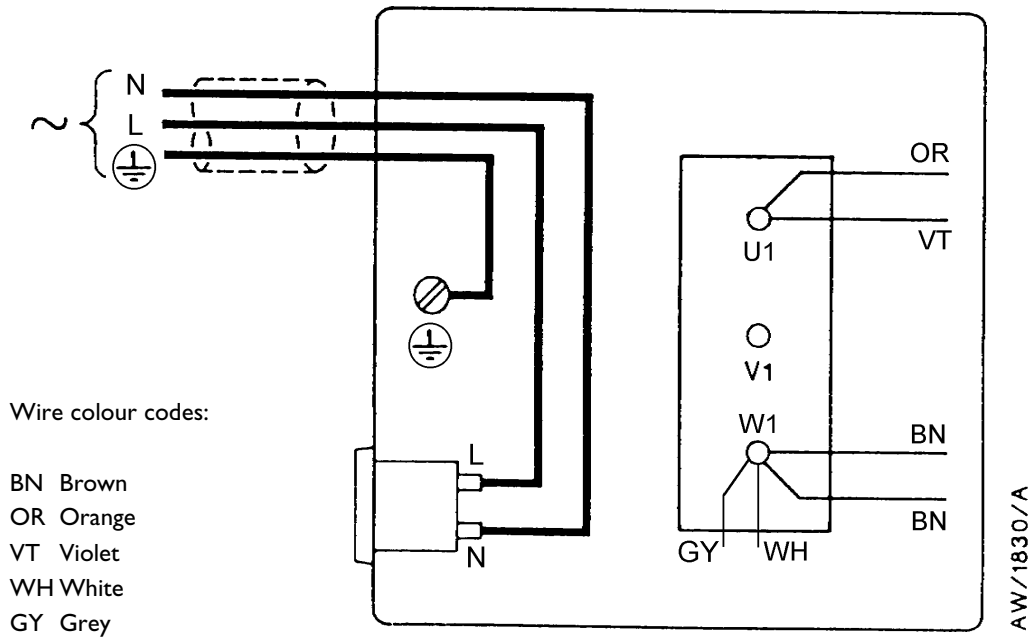 N
L
OR
VT
U1
V1
W1
BN
BN
GY
WH
L
N
Wire colour codes:
BN Brown
OR Orange
VT Violet
WH White
GY Grey
AW/1830/A